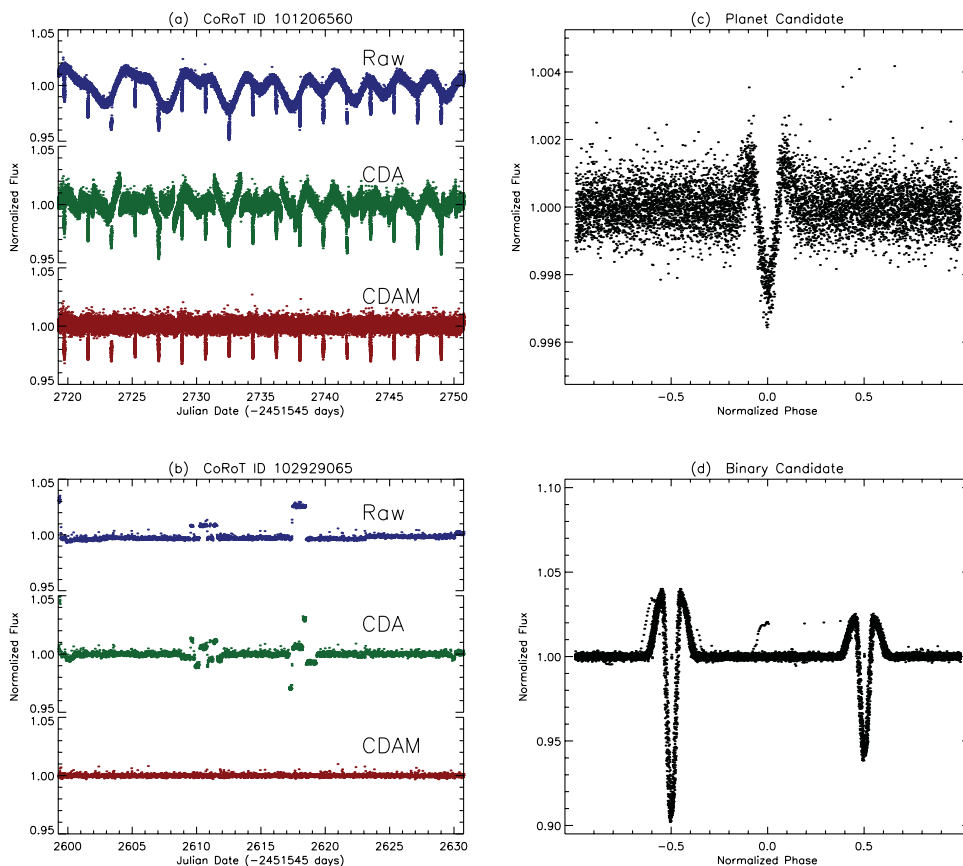 (a) CoRoT ID 101206560
1.05
Raw
1.00
0.95
1.05
CDA
1.00
0.95
1.05
CDAM
1.00
0.95
Normalized Flux
2720 2725 2730 2735 2740 2745 2750
Julian Date (-2451545 days)
(c) Planet Candidate
1.004
1.002
1.000
0.998
0.996
Normalized Flux
-0.5 0.0 0.5
Normalized Phase
(b) CoRoT ID 102929065
1.05
Raw
1.00
0.95
1.05
CDA
1.00
0.95
1.05
CDAM
1.00
0.95
Normalized Flux
2600 2610 2620 2630
Julian Date (-2451545 days)
(d) Binary Candidate
1.10
1.05
1.00
0.95
0.90
Normalized Flux
-0.5 0.0 0.5
Normalized Phase